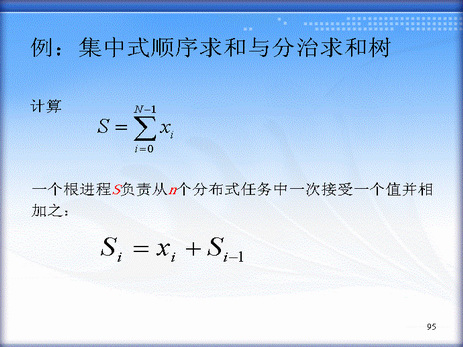 例：集中式顺序求和与分治求和树
计算
S = \sum_{i=0}^{N-1} x_i
一个根进程S负责从n个分布式任务中一次接受一个值并相
加之：
S_i = x_i + S_{i-1}
95